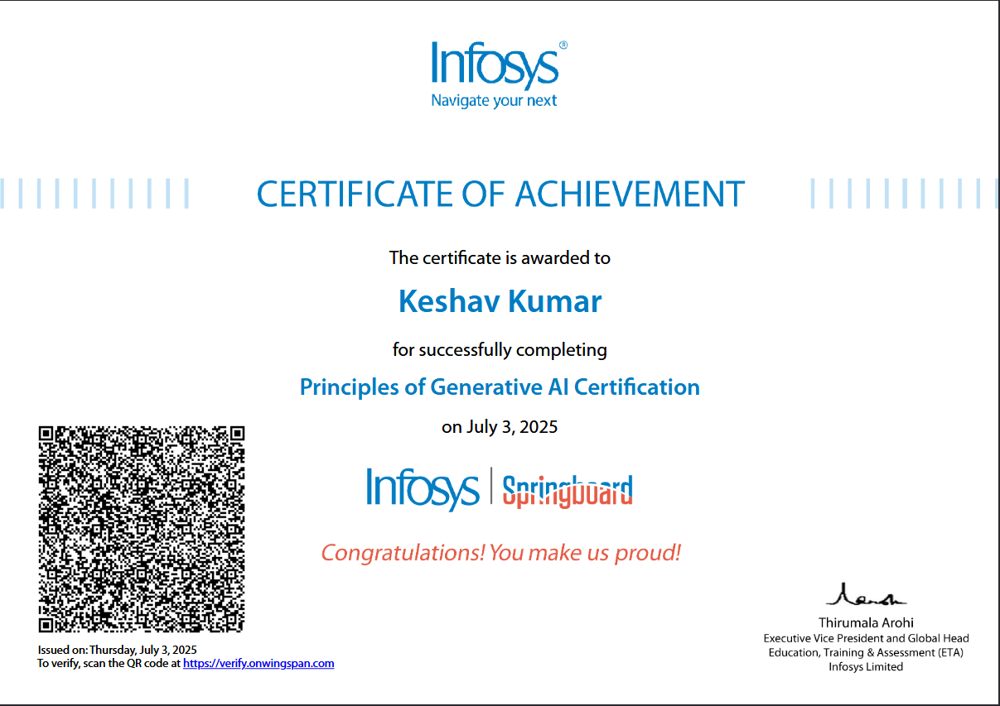 Infosys®
Navigate your next
CERTIFICATE OF ACHIEVEMENT
The certificate is awarded to
Keshav Kumar
for successfully completing
Principles of Generative AI Certification
on July 3, 2025
Infosys | Springboard
Congratulations! You make us proud!
Issued on: Thursday, July 3, 2025
To verify, scan the QR code at https://verify.onwingspan.com
Thirumala Arohi
Executive Vice President and Global Head
Education, Training & Assessment (ETA)
Infosys Limited